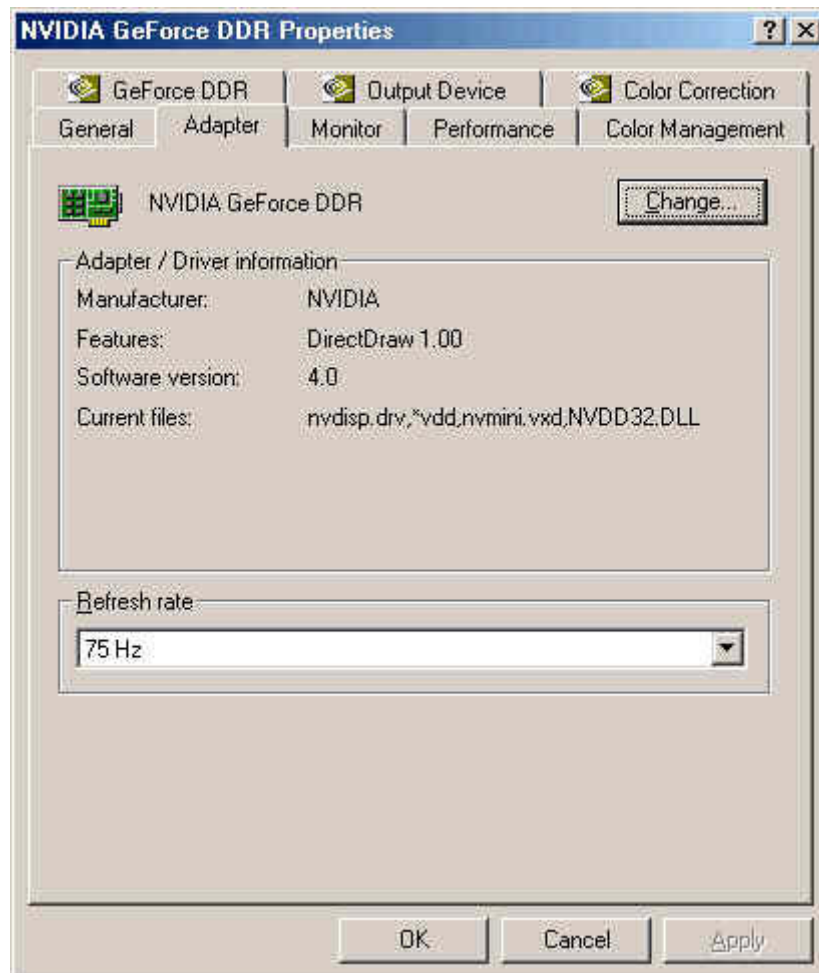 NVIDIA GeForce DDR Properties
GeForce DDR Output Device Color Correction
General Adapter Monitor Performance Color Management
NVIDIA GeForce DDR Change...
Adapter / Driver information
Manufacturer: NVIDIA
Features: DirectDraw 1.00
Software version: 4.0
Current files: nvdisp.drv,*vdd,nvmini.vxd,NVDD32.DLL
Refresh rate
75 Hz
OK Cancel Apply